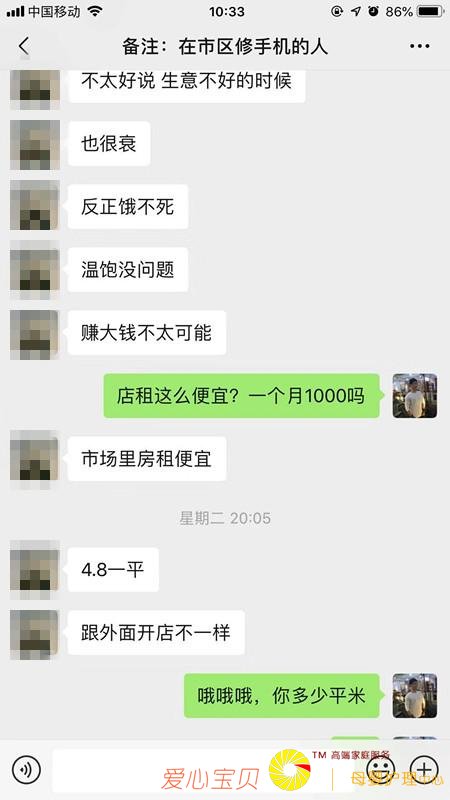 中国移动
10:33
86%
备注：在市区修手机的人
不太好说 生意不好的时候
也很衰
反正饿不死
温饱没问题
赚大钱不太可能
店租这么便宜？一个月1000吗
市场里房租便宜
星期二 20:05
4.8一平
跟外面开店不一样
哦哦哦，你多少平米
爱心宝贝
TM 高端家庭服务
母婴护理中心